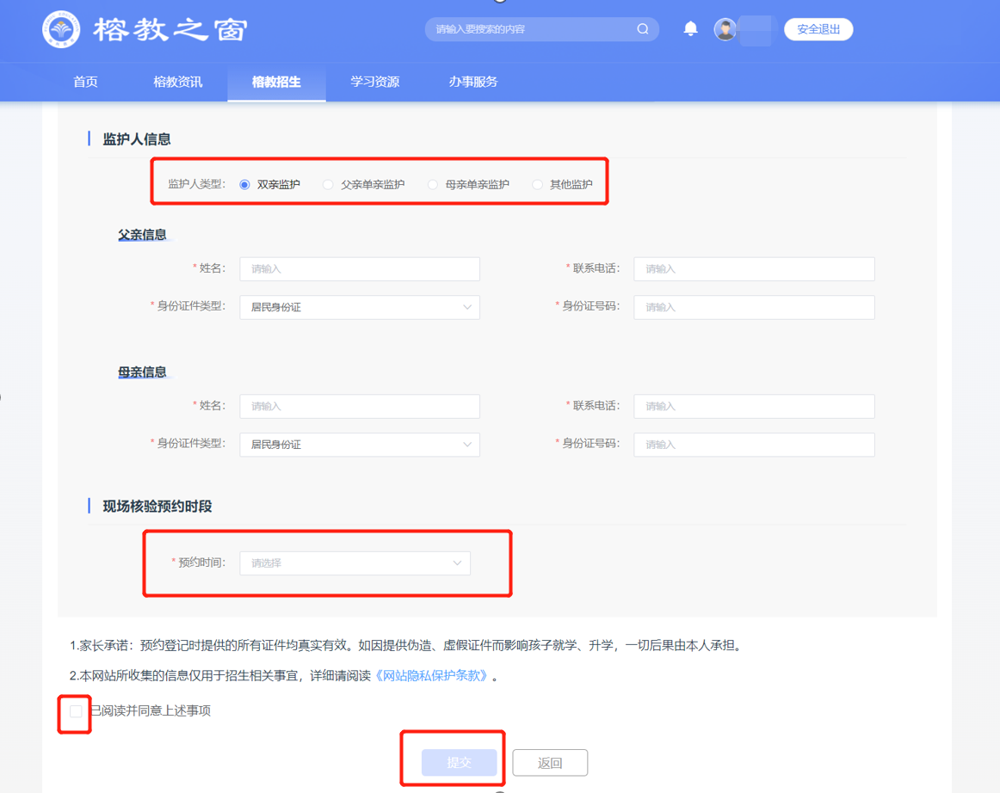 榕教之窗
请输入要搜索的内容
安全退出
首页 榕教资讯 榕教招生 学习资源 办事服务
监护人信息
监护人类型： 双亲监护 父亲单亲监护 母亲单亲监护 其他监护
父亲信息
*姓名： 请输入 *联系电话： 请输入
*身份证件类型： 居民身份证 *身份证号码： 请输入
母亲信息
*姓名： 请输入 *联系电话： 请输入
*身份证件类型： 居民身份证 *身份证号码： 请输入
现场核验预约时段
*预约时间： 请选择
1.家长承诺：预约登记时提供的所有证件均真实有效。如因提供伪造、虚假证件而影响孩子就学、升学，一切后果由本人承担。
2.本网站所收集的信息仅用于招生相关事宜，详细请阅读《网站隐私保护条款》。
已阅读并同意上述事项
提交 返回